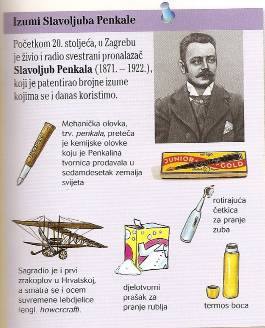 Izumi Slavoljuba Penkale
Početkom 20. stoljeća, u Zagrebu
je živio i radio svestrani pronalazač
Slavoljub Penkala (1871. – 1922.),
koji je patentirao brojne izume
kojima se i danas koristimo.
Mehanička olovka,
tzv. penkala, preteča
je kemijske olovke
koju je Penkalina
tvornica prodavala u
sedamdesetak zemalja
svijeta
JUNIOR
GOLD
rotirajuća
četkica
za pranje
zuba
Sagradio je i prvi
zrakoplov u Hrvatskoj,
a smatra se i ocem
suvremene lebdjelice
(engl. howercraft).
djelotvorni
prašak za
pranje rublja
termos boca